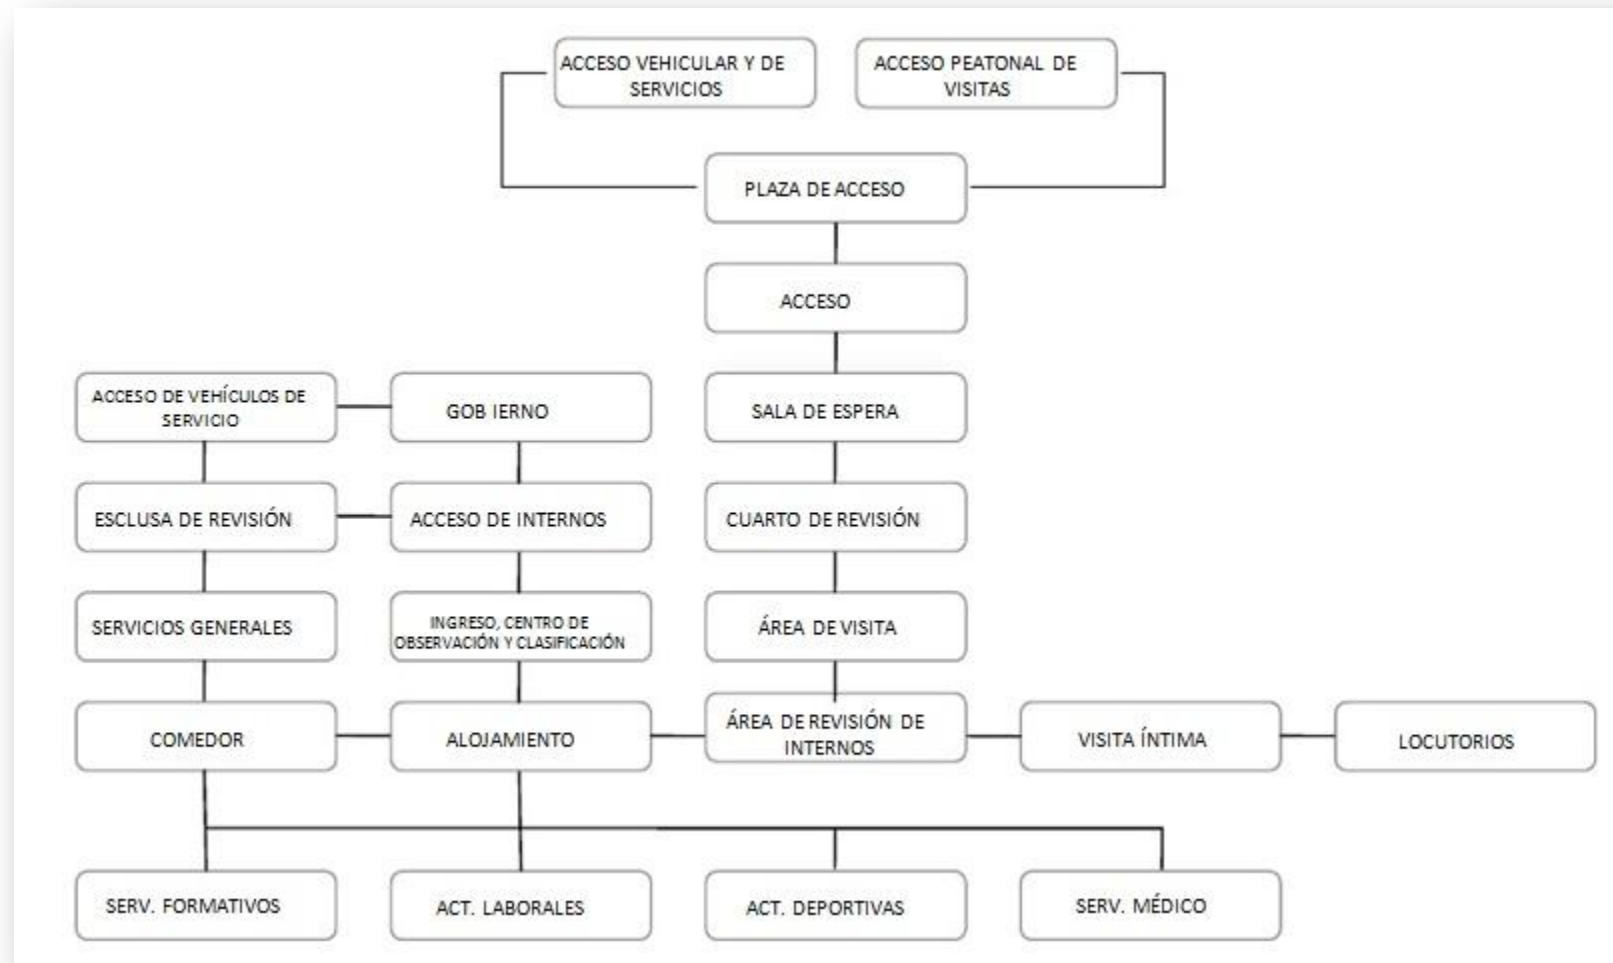 ACCESO VEHICULAR Y DE
SERVICIOS
ACCESO PEATONAL DE
VISITAS
PLAZA DE ACCESO
ACCESO
ACCESO DE VEHÍCULOS DE
SERVICIO
GOB IERNO
SALA DE ESPERA
ESCLUSA DE REVISIÓN
ACCESO DE INTERNOS
CUARTO DE REVISIÓN
SERVICIOS GENERALES
INGRESO, CENTRO DE
OBSERVACIÓN Y CLASIFICACIÓN
ÁREA DE VISITA
COMEDOR
ALOJAMIENTO
ÁREA DE REVISIÓN DE
INTERNOS
VISITA ÍNTIMA
LOCUTORIOS
SERV. FORMATIVOS
ACT. LABORALES
ACT. DEPORTIVAS
SERV. MÉDICO